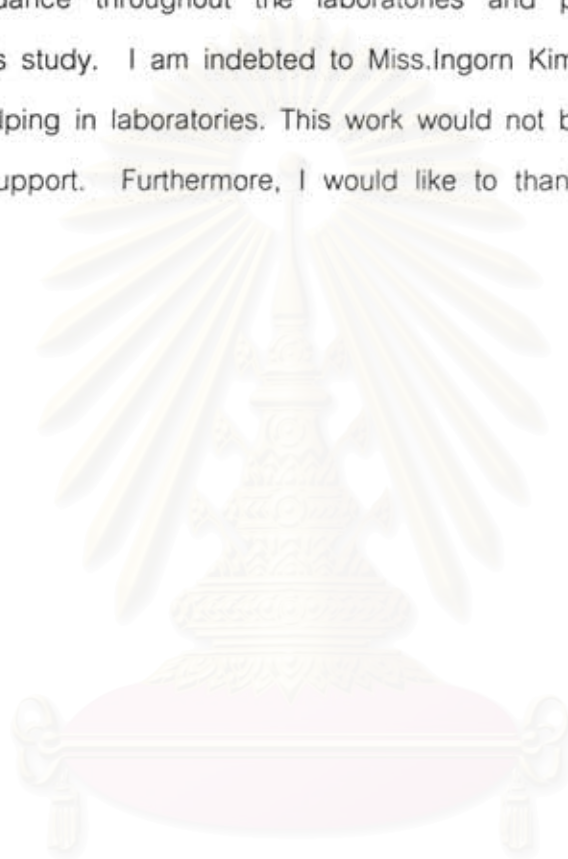 throughout the laboratories and
s study. I am indebted to Miss.Ingorn Kim
lping in laboratories. This work would not b
upport. Furthermore, I would like to than